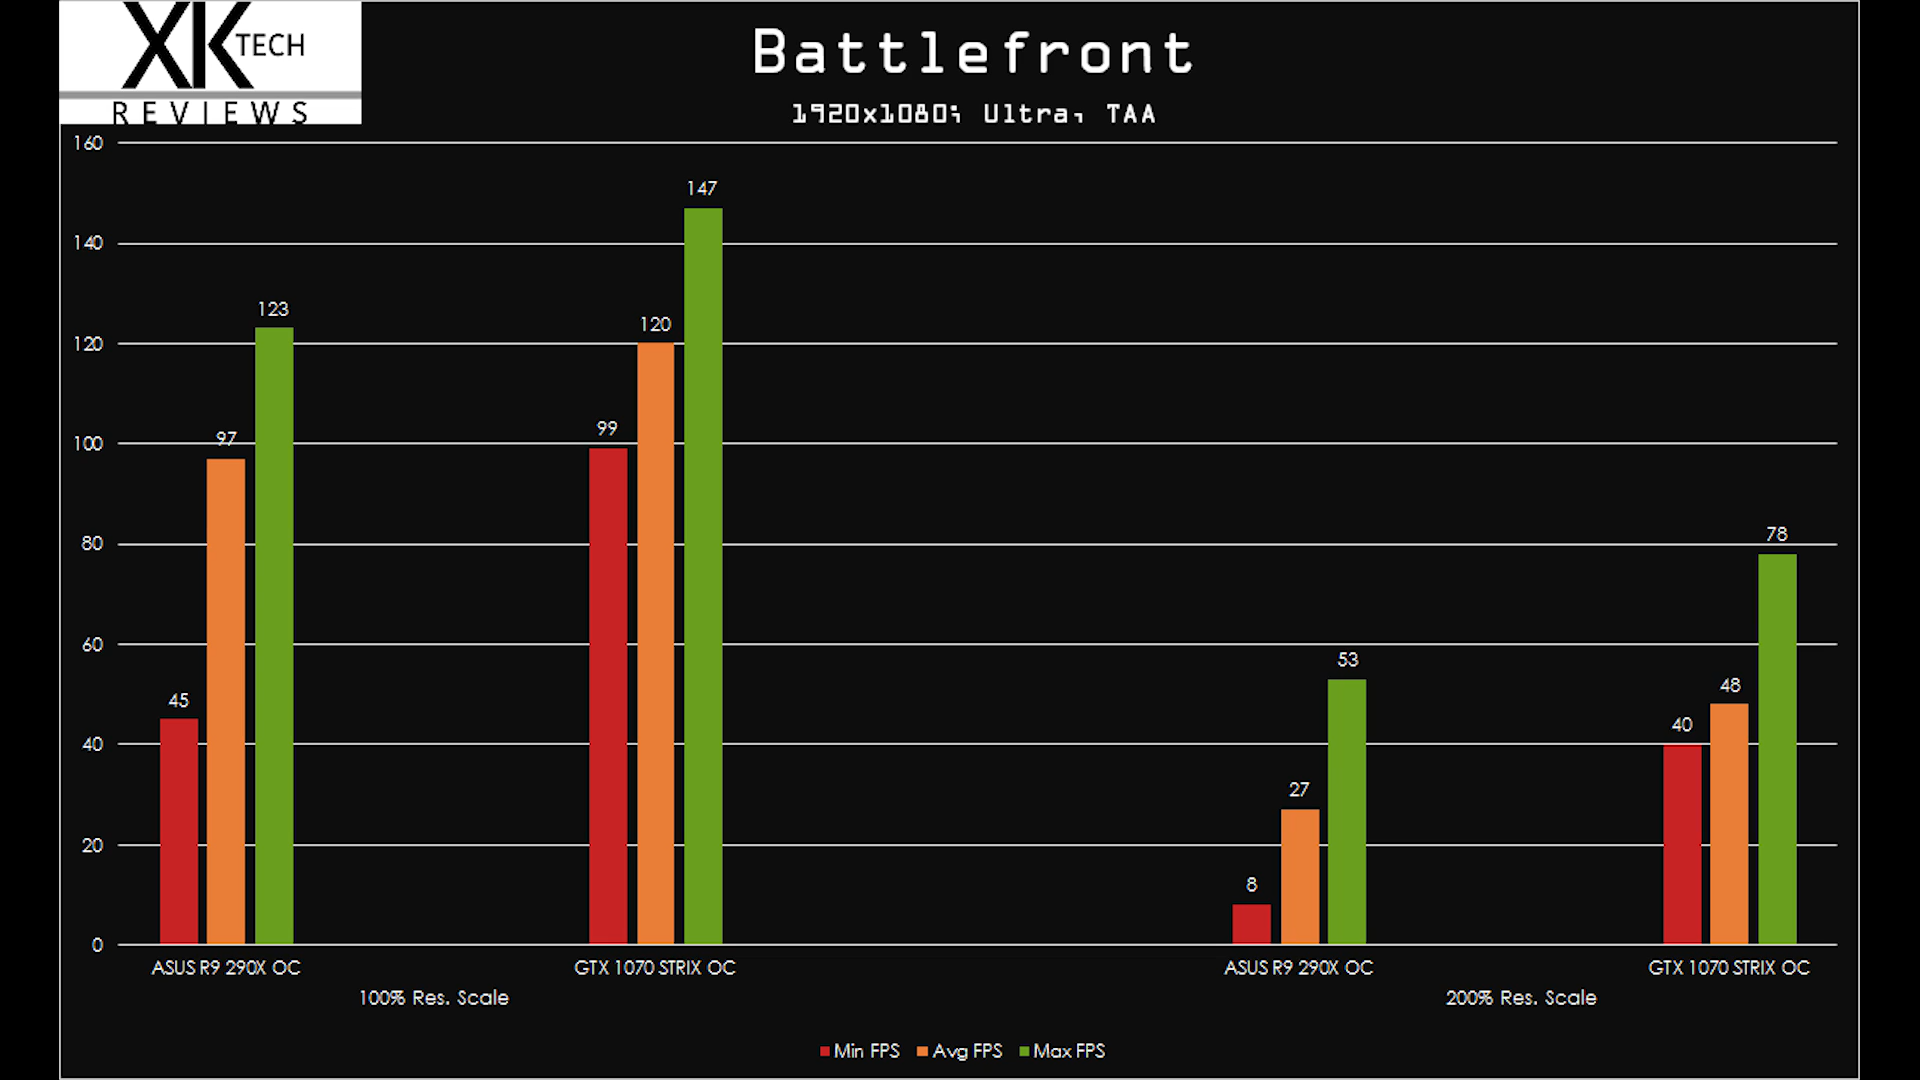 XK TECH
REVIEWS
Battlefront
1920x1080; Ultra, TAA
160
140
120
100
80
60
40
20
0
45
97
123
99
120
147
8
27
53
40
48
78
ASUS R9 290X OC
GTX 1070 STRIX OC
ASUS R9 290X OC
GTX 1070 STRIX OC
100% Res. Scale
200% Res. Scale
Min FPS
Avg FPS
Max FPS